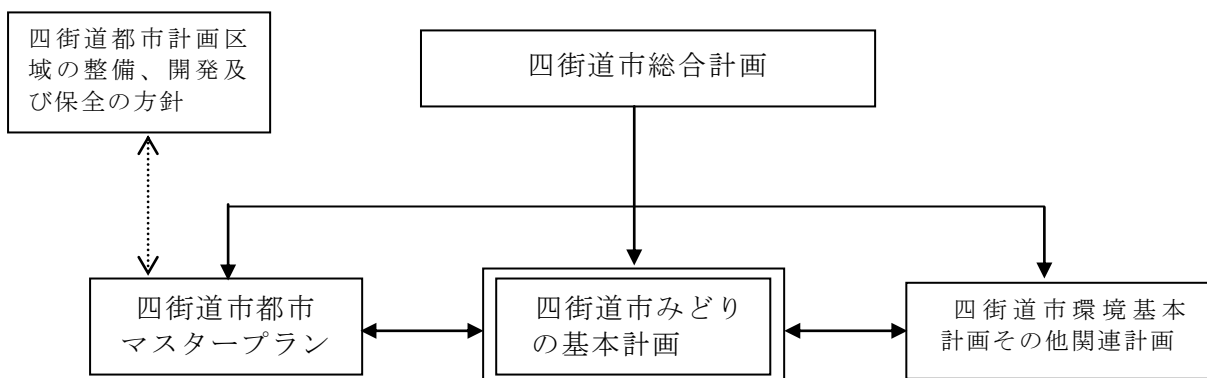 四街道都市計画区
域の整備、開発及
び保全の方針
四街道市総合計画
四街道市都市
マスタープラン
四街道市みどり
の基本計画
四街道市環境基本
計画その他関連計画